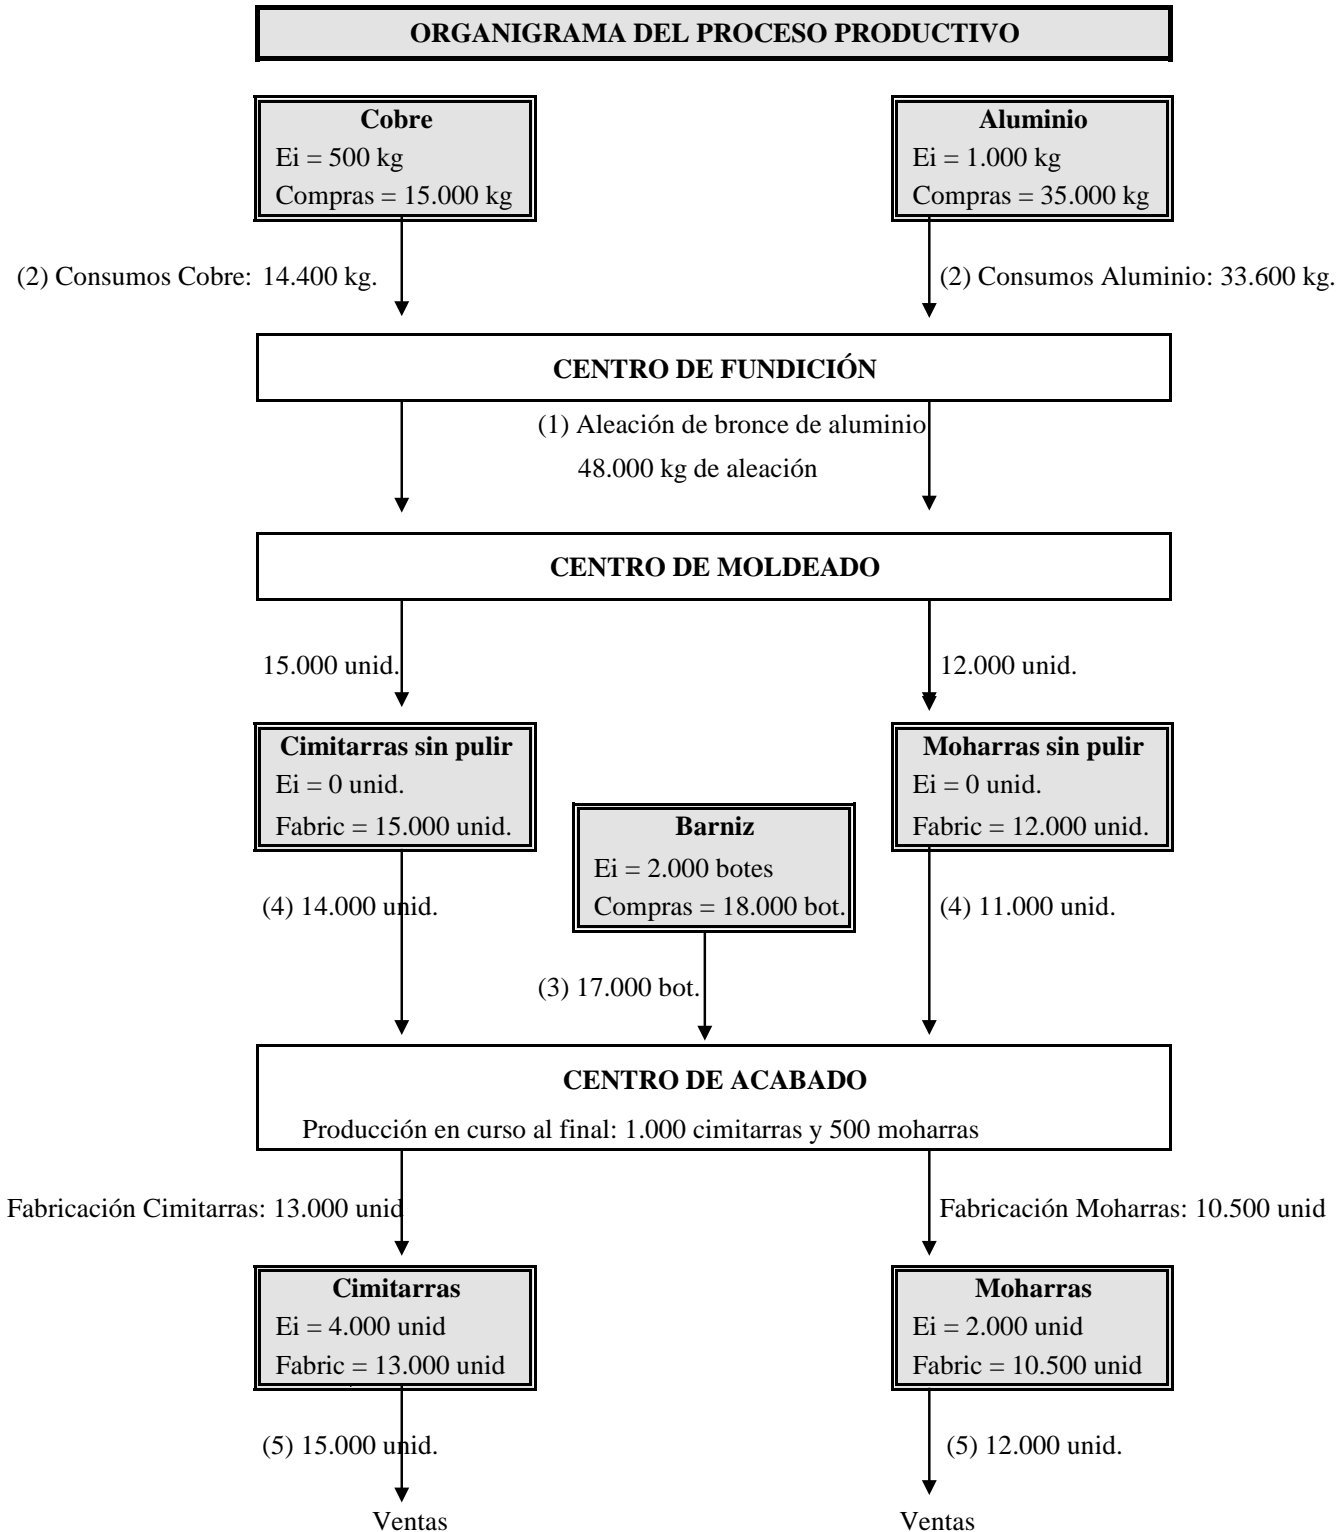 ORGANIGRAMA DEL PROCESO PRODUCTIVO
Cobre
Ei = 500 kg
Compras = 15.000 kg
Aluminio
Ei = 1.000 kg
Compras = 35.000 kg
(2) Consumos Cobre: 14.400 kg.
(2) Consumos Aluminio: 33.600 kg.
CENTRO DE FUNDICIÓN
(1) Aleación de bronce de aluminio
48.000 kg de aleación
CENTRO DE MOLDEADO
15.000 unid.
12.000 unid.
Cimitarras sin pulir
Ei = 0 unid.
Fabric = 15.000 unid.
Moharras sin pulir
Ei = 0 unid.
Fabric = 12.000 unid.
Barniz
Ei = 2.000 botes
Compras = 18.000 bot.
(4) 14.000 unid.
(4) 11.000 unid.
(3) 17.000 bot.
CENTRO DE ACABADO
Producción en curso al final: 1.000 cimitarras y 500 moharras
Fabricación Cimitarras: 13.000 unid
Fabricación Moharras: 10.500 unid
Cimitarras
Ei = 4.000 unid
Fabric = 13.000 unid
Moharras
Ei = 2.000 unid
Fabric = 10.500 unid
(5) 15.000 unid.
(5) 12.000 unid.
Ventas
Ventas